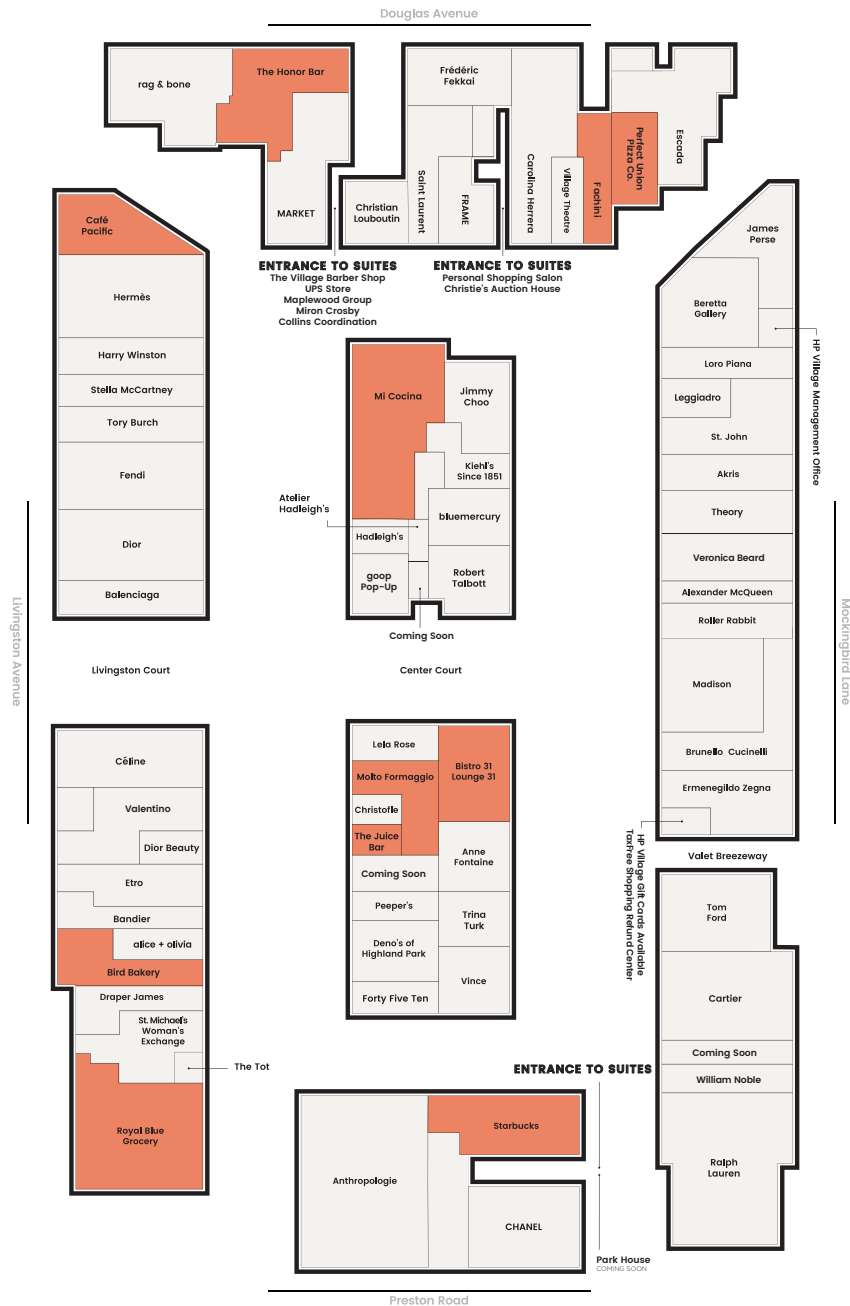 Douglas Avenue
rag & bone
The Honor Bar
MARKET
Frédéric
Fekkai
Christian
Louboutin
Saint Laurent
FRAME
Carolina Herrera
Village Theatre
Fachini
Perfect Union
Pizza Co.
Escada
ENTRANCE TO SUITES
The Village Barber Shop
UPS Store
Maplewood Group
Miron Crosby
Collins Coordination
ENTRANCE TO SUITES
Personal Shopping Salon
Christie's Auction House
Café
Pacific
Hermès
Harry Winston
Stella McCartney
Tory Burch
Fendi
Dior
Balenciaga
Mi Cocina
Jimmy
Choo
Kiehl's
Since 1851
Atelier
Hadleigh's
bluemercury
Hadleigh's
goop
Pop-Up
Robert
Talbott
Coming Soon
James
Perse
Beretta
Gallery
HP Village Management Office
Loro Piana
Leggiadro
St. John
Akris
Theory
Veronica Beard
Alexander McQueen
Roller Rabbit
Madison
Brunello Cucinelli
Ermenegildo Zegna
HP Village Gift Cards Available
TaxFree Shopping Refund Center
Livingston Avenue
Mockingbird Lane
Livingston Court
Center Court
Valet Breezeway
Céline
Valentino
Dior Beauty
Etro
Bandier
alice + olivia
Bird Bakery
Draper James
St. Michael's
Woman's
Exchange
The Tot
Royal Blue
Grocery
Lela Rose
Bistro 31
Lounge 31
Molto Formaggio
Christofle
The Juice
Bar
Anne
Fontaine
Coming Soon
Peeper's
Trina
Turk
Deno's of
Highland Park
Vince
Forty Five Ten
Tom
Ford
Cartier
Coming Soon
William Noble
Ralph
Lauren
ENTRANCE TO SUITES
Starbucks
Anthropologie
CHANEL
Park House
COMING SOON
Preston Road